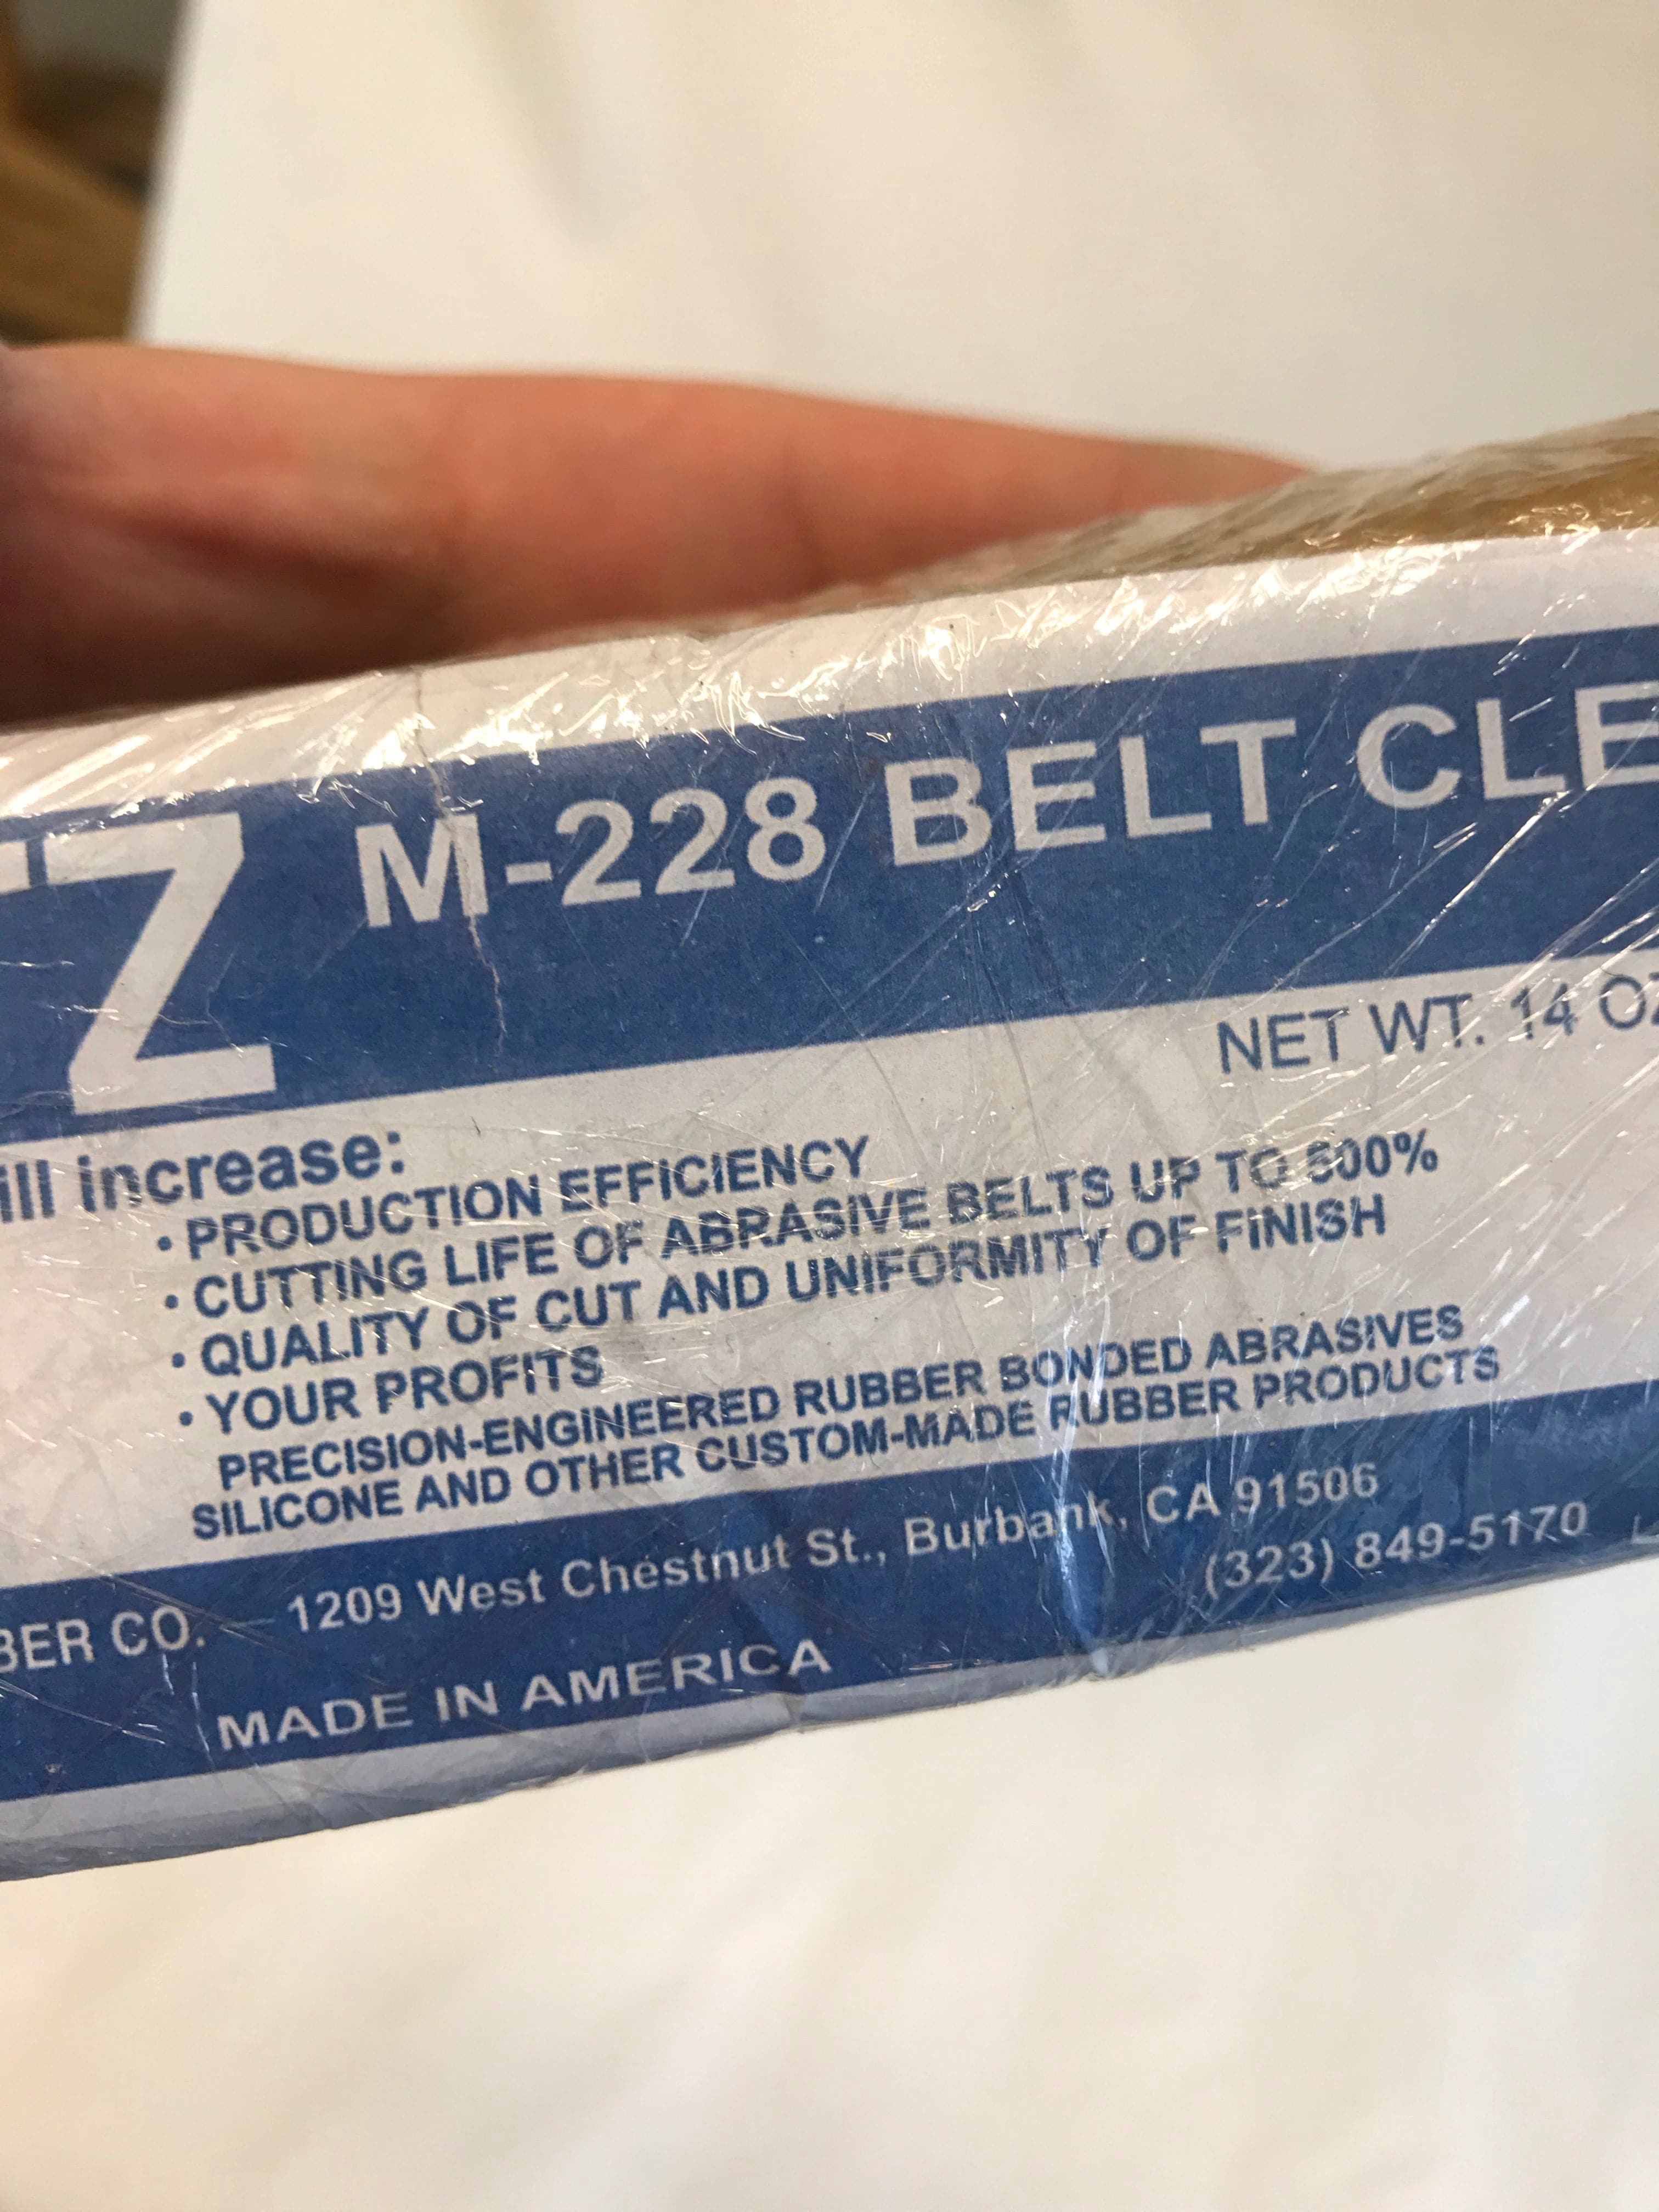 TZ M-228 BELT CLE
NET WT. 14 OZ
ill increase:
• PRODUCTION EFFICIENCY
• CUTTING LIFE OF ABRASIVE BELTS UP TO 500%
• QUALITY OF CUT AND UNIFORMITY OF FINISH
• YOUR PROFITS
PRECISION-ENGINEERED RUBBER BONDED ABRASIVES
SILICONE AND OTHER CUSTOM-MADE RUBBER PRODUCTS
BER CO. — 1209 West Chestnut St., Burbank, CA 91506
(323) 849-5170
MADE IN AMERICA